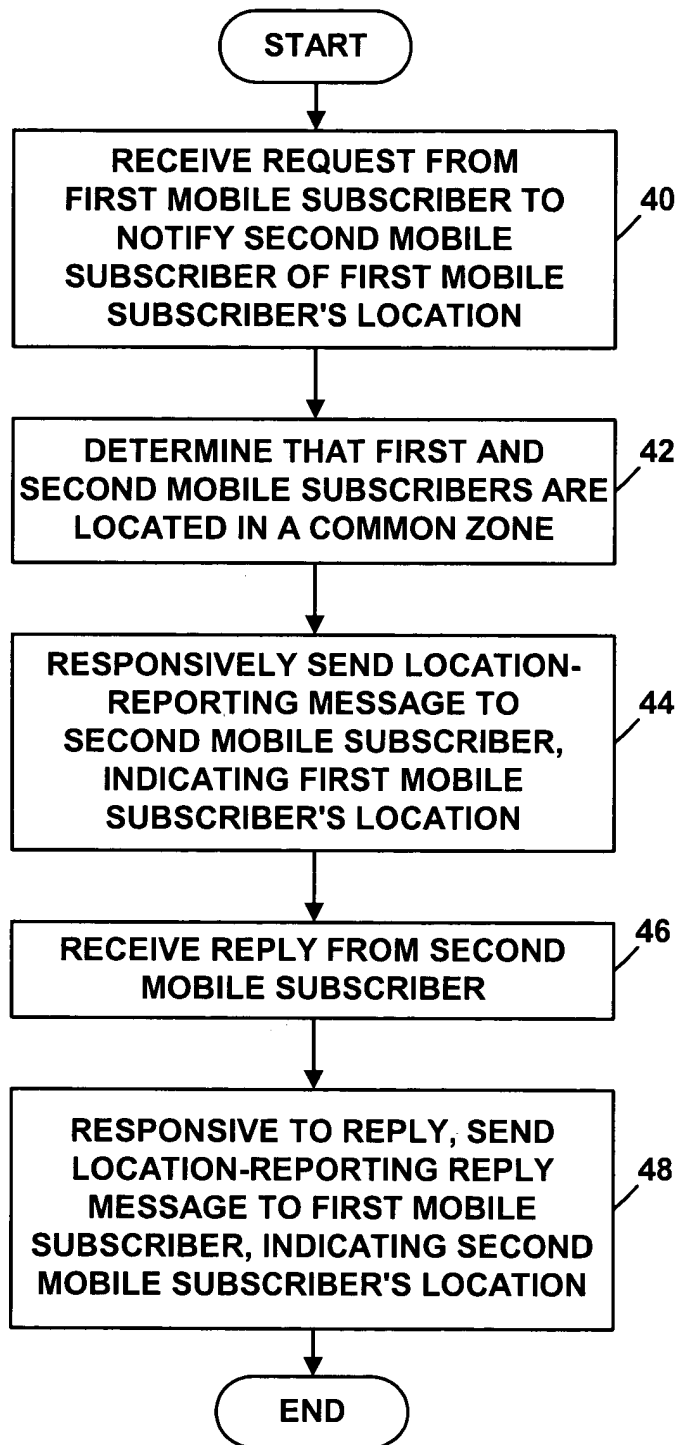 START
RECEIVE REQUEST FROM
FIRST MOBILE SUBSCRIBER TO
NOTIFY SECOND MOBILE
SUBSCRIBER OF FIRST MOBILE
SUBSCRIBER'S LOCATION
40
DETERMINE THAT FIRST AND
SECOND MOBILE SUBSCRIBERS ARE
LOCATED IN A COMMON ZONE
42
RESPONSIVELY SEND LOCATION-
REPORTING MESSAGE TO
SECOND MOBILE SUBSCRIBER,
INDICATING FIRST MOBILE
SUBSCRIBER'S LOCATION
44
RECEIVE REPLY FROM SECOND
MOBILE SUBSCRIBER
46
RESPONSIVE TO REPLY, SEND
LOCATION-REPORTING REPLY
MESSAGE TO FIRST MOBILE
SUBSCRIBER, INDICATING SECOND
MOBILE SUBSCRIBER'S LOCATION
48
END